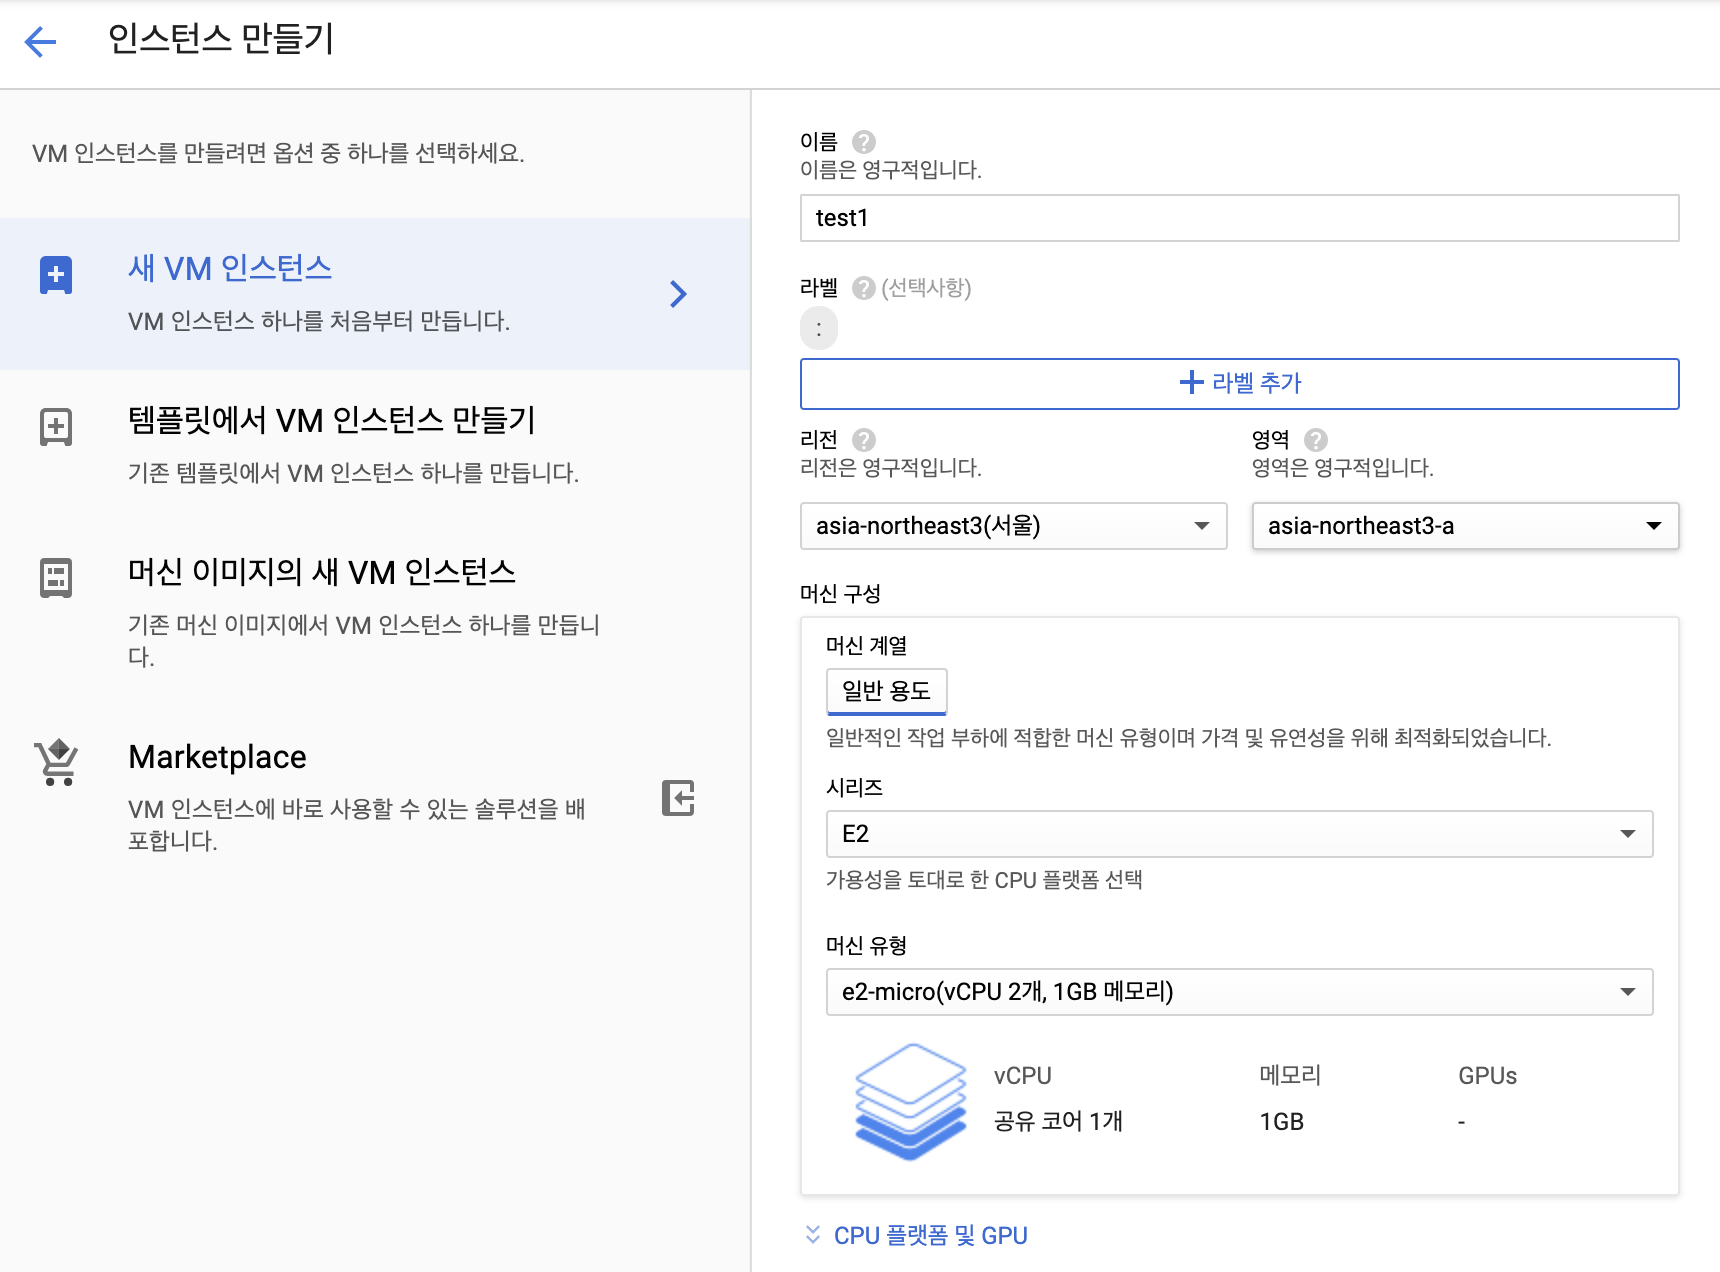 인스턴스 만들기
VM 인스턴스를 만들려면 옵션 중 하나를 선택하세요.
새 VM 인스턴스
VM 인스턴스 하나를 처음부터 만듭니다.
템플릿에서 VM 인스턴스 만들기
기존 템플릿에서 VM 인스턴스 하나를 만듭니다.
머신 이미지의 새 VM 인스턴스
기존 머신 이미지에서 VM 인스턴스 하나를 만듭니
다.
Marketplace
VM 인스턴스에 바로 사용할 수 있는 솔루션을 배
포합니다.
이름 ?
이름은 영구적입니다.
test1
라벨 ? (선택사항)
:
+ 라벨 추가
리전 ?
리전은 영구적입니다.
asia-northeast3(서울)
영역 ?
영역은 영구적입니다.
asia-northeast3-a
머신 구성
머신 계열
일반 용도
일반적인 작업 부하에 적합한 머신 유형이며 가격 및 유연성을 위해 최적화되었습니다.
시리즈
E2
가용성을 토대로 한 CPU 플랫폼 선택
머신 유형
e2-micro(vCPU 2개, 1GB 메모리)
vCPU 메모리 GPUs
공유 코어 1개 1GB -
CPU 플랫폼 및 GPU